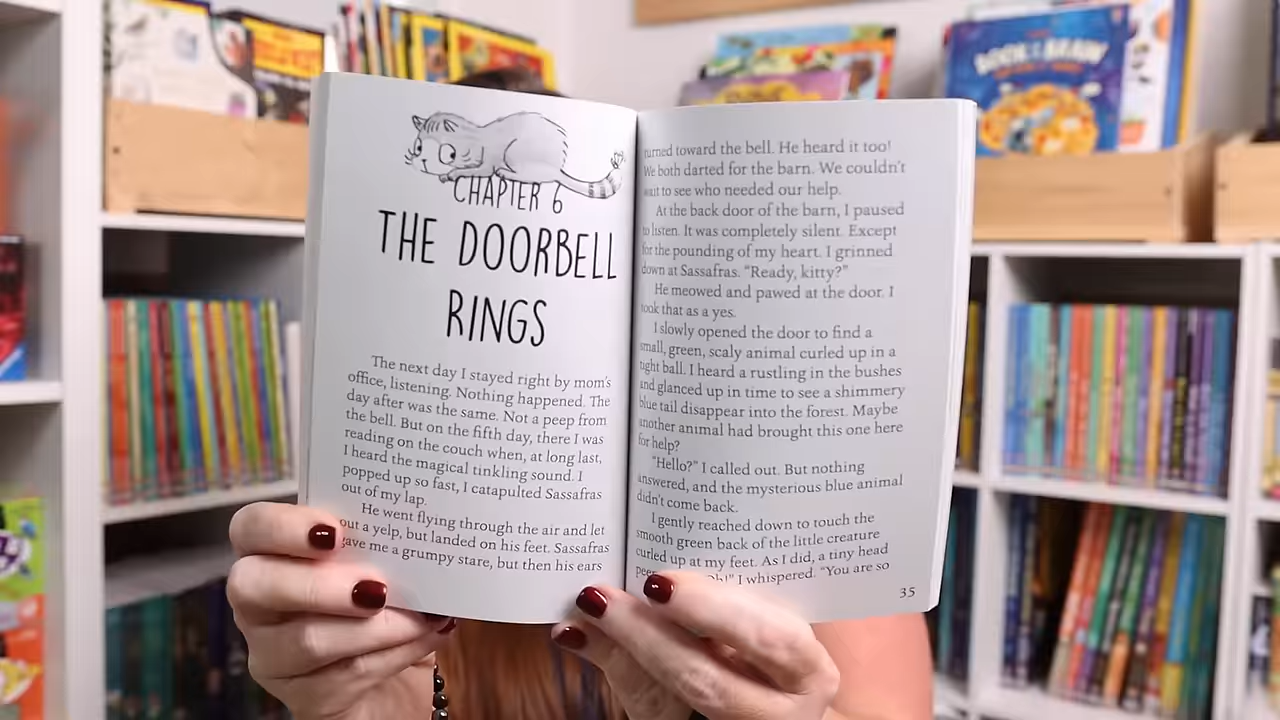 CHAPTER 6
THE DOORBELL
RINGS
The next day I stayed right by mom's
office, listening. Nothing happened. The
day after was the same. Not a peep from
the bell. But on the fifth day, there I was
reading on the couch when, at long last,
I heard the magical tinkling sound. I
popped up so fast, I catapulted Sassafras
out of my lap.
He went flying through the air and let
out a yelp, but landed on his feet. Sassafras
gave me a grumpy stare, but then his ears
turned toward the bell. He heard it too!
We both darted for the barn. We couldn't
wait to see who needed our help.
At the back door of the barn, I paused
to listen. It was completely silent. Except
for the pounding of my heart. I grinned
down at Sassafras. "Ready, kitty?"
He meowed and pawed at the door. I
took that as a yes.
I slowly opened the door to find a
small, green, scaly animal curled up in a
tight ball. I heard a rustling in the bushes
and glanced up in time to see a shimmery
blue tail disappear into the forest. Maybe
another animal had brought this one here
for help?
"Hello?" I called out. But nothing
answered, and the mysterious blue animal
didn't come back.
I gently reached down to touch the
smooth green back of the little creature
curled up at my feet. As I did, a tiny head
I whispered. "You are so
35
BRAIN